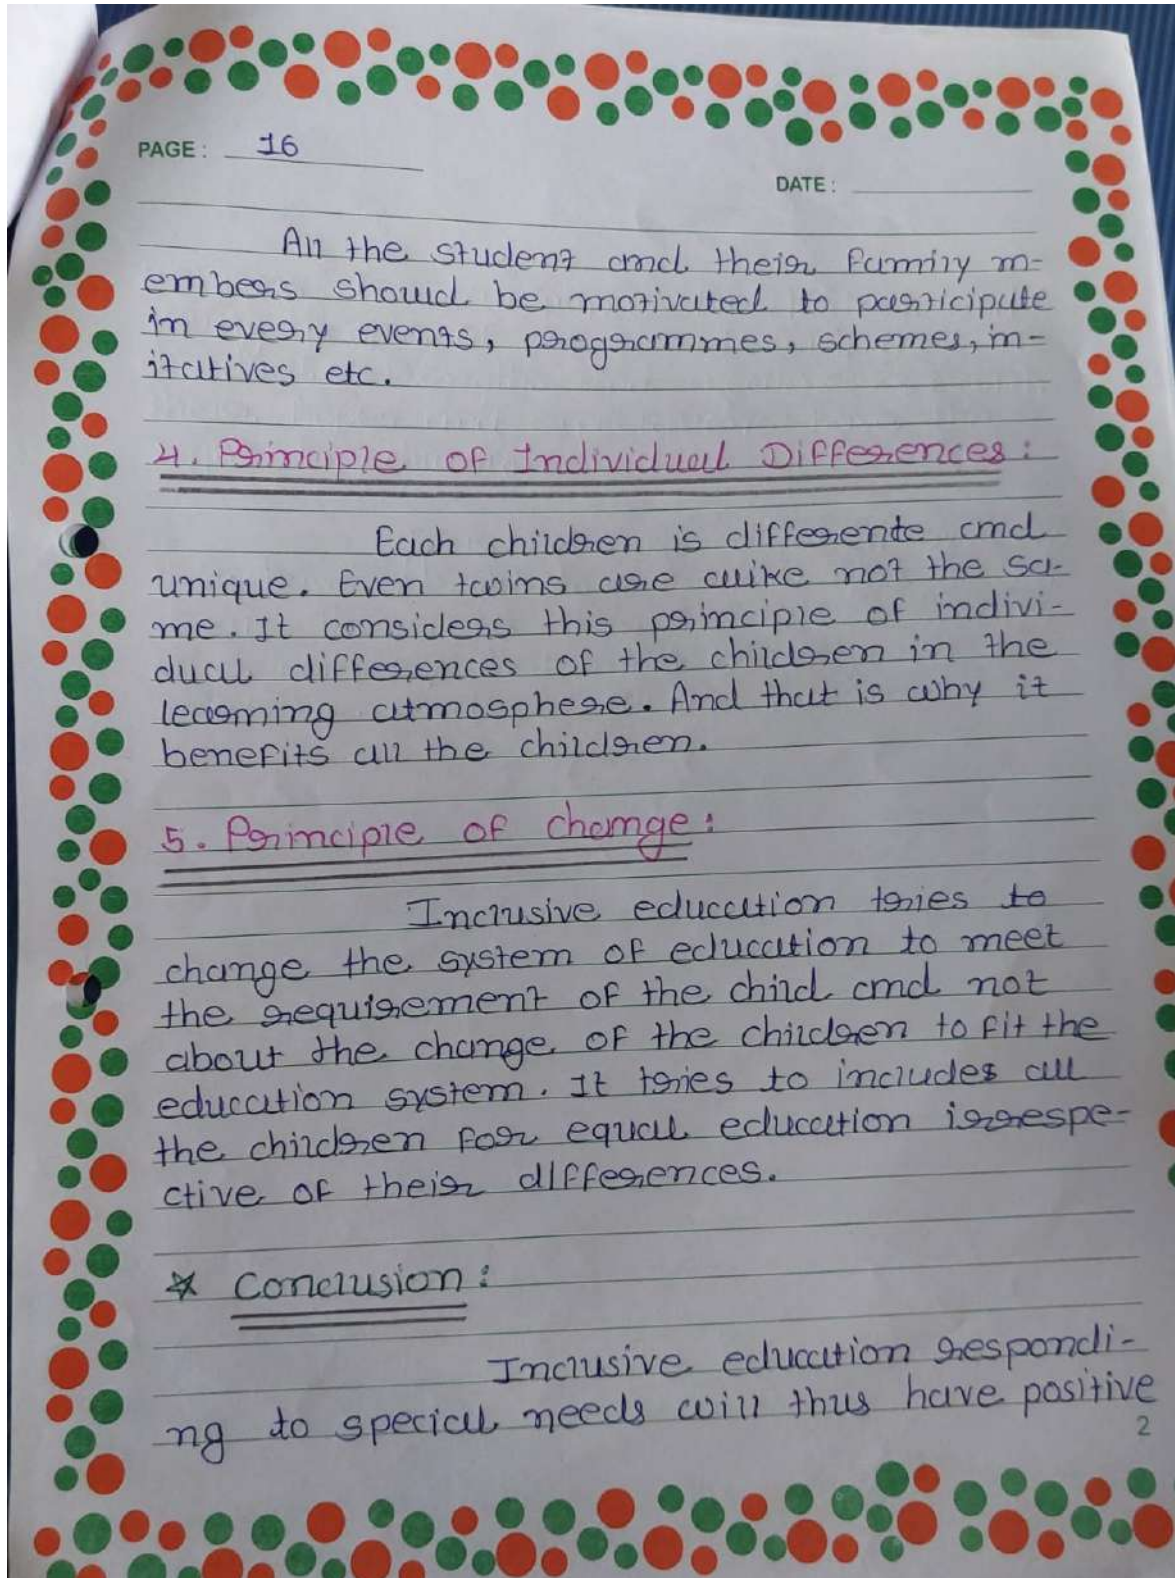 PAGE: 16
DATE:
All the student and their family m-
embers should be motivated to participate
in every events, programmes, schemes, in-
itatives etc.
4. Principle of Individual Differences:
Each children is differente and
unique. Even twins are alike not the sa-
me. It considers this principle of indivi-
dual differences of the children in the
learning atmosphere. And that is why it
benefits all the children.
5. Principle of change:
Inclusive education tries to
change the system of education to meet
the requirement of the child and not
about the change of the children to fit the
education system. It tries to includes all
the children for equal education irrespe-
ctive of their differences.
* Conclusion:
Inclusive education respondi-
ng to special needs will thus have positive
2